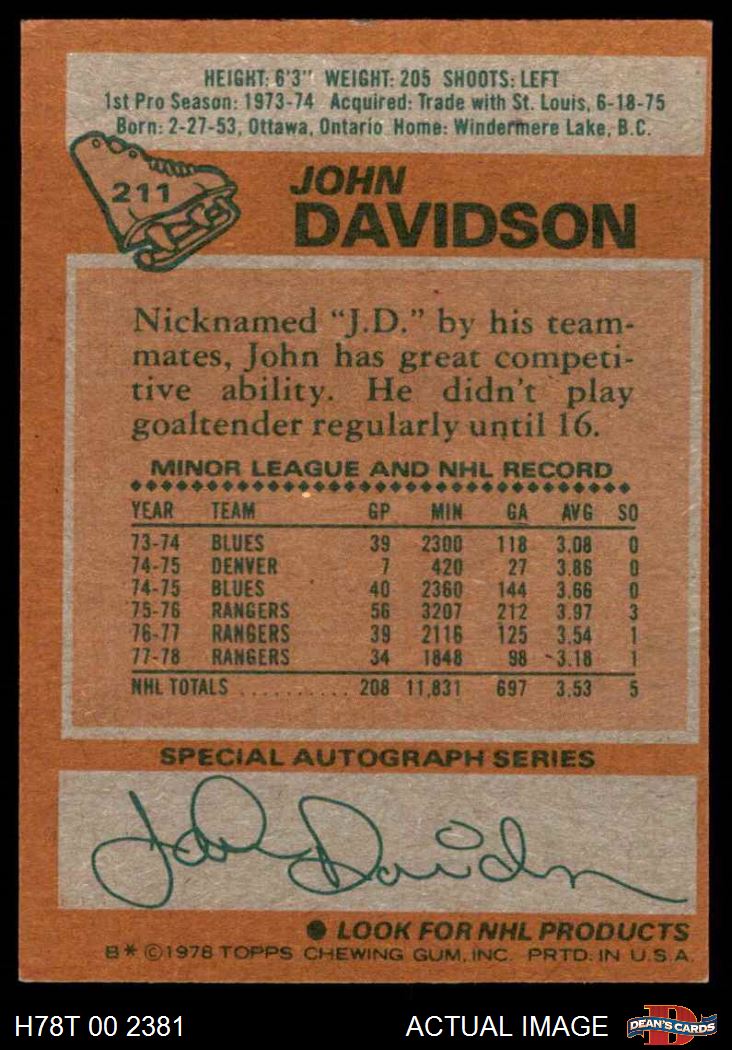 HEIGHT: 6'3" WEIGHT: 205 SHOOTS: LEFT
1st Pro Season: 1973-74 Acquired: Trade with St. Louis, 6-18-75
Born: 2-27-53, Ottawa, Ontario Home: Windermere Lake, B.C.
211
JOHN
DAVIDSON
Nicknamed "J.D." by his team-
mates, John has great competi-
tive ability. He didn't play
goaltender regularly until 16.
MINOR LEAGUE AND NHL RECORD
YEAR TEAM GP MIN GA AVG SO
73-74 BLUES 39 2300 118 3.08 0
74-75 DENVER 7 420 27 3.86 0
74-75 BLUES 40 2360 144 3.66 0
75-76 RANGERS 56 3207 212 3.97 3
76-77 RANGERS 39 2116 125 3.54 1
77-78 RANGERS 34 1848 98 3.18 1
NHL TOTALS .......... 208 11,831 697 3.53 5
SPECIAL AUTOGRAPH SERIES
John Davidson
● LOOK FOR NHL PRODUCTS
B* ©1978 TOPPS CHEWING GUM, INC. PRTD. IN U.S.A.
H78T 00 2381 ACTUAL IMAGE DEAN'S CARDS